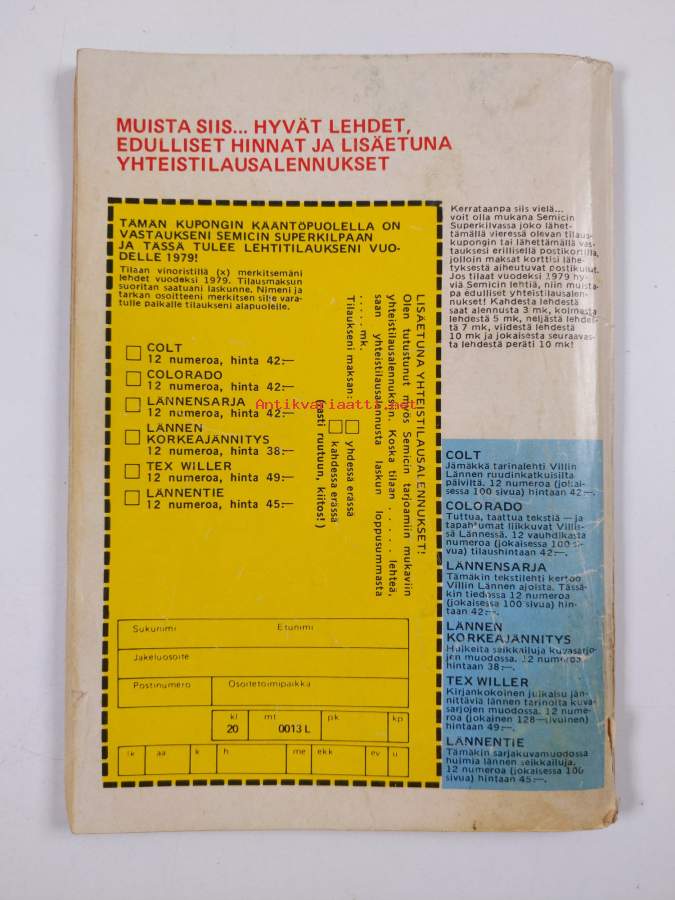 MUISTA SIIS... HYVÄT LEHDET,
EDULLISET HINNAT JA LISÄETUNA
YHTEISTILAUSALENNUKSET
TÄMÄN KUPONGIN KÄÄNTÖPUOLELLA ON
VASTAUKSENI SEMICIN SUPERKILPAAN
JA TÄSSÄ TULEE LEHTITILAUKSENI VUO-
DELLE 1979!
Tilaan vinoristillä (x) merkitsemäni
lehdet vuodeksi 1979. Tilausmaksun
suoritan saatuani laskunne. Nimeni ja
tarkan osoitteeni merkitsen sille vara-
tulle paikalle tilaukseni alapuolelle.
COLT
12 numeroa, hinta 42:—
COLORADO
12 numeroa, hinta 42:—
LÄNNENSARJA
12 numeroa, hinta 42:—
LÄNNEN
KORKEAJÄNNITYS
12 numeroa, hinta 38:—
TEX WILLER
12 numeroa, hinta 49:—
LÄNNENTIE
12 numeroa, hinta 45:—
LISÄETUNA YHTEISTILAUSALENNUKSET!
Olen tutustunut myös Semicin tarjoamiin mukaviin
yhteistilausalennuksiin. Koska tilaan ..... lehteä,
saan yhteistilausalennusta laskun loppusummasta
..... mk.
Tilaukseni maksan:
yhdessä erässä
kahdessa erässä
(rasti ruutuun, kiitos!)
Antikvariaatti.net
Sukunimi Etunimi
Jakeluosoite
Postinumero Osoitetoimipaikka
kl mt pk kp
20 0013 L
lk aa k h me ekk ev u
Kerrataanpa siis vielä...
voit olla mukana Semicin
Superkilvassa joko lähet-
tämällä vieressä olevan tilaus-
kupongin tai lähettämällä vas-
tauksesi erillisellä postikortilla,
jolloin maksat korttisi lähe-
tyksestä aiheutuvat postikulut.
Jos tilaat vuodeksi 1979 hy-
viä Semicin lehtiä, niin muista-
pa edulliset yhteistilausalen-
nukset! Kahdesta lehdestä
saat alennusta 3 mk, kolmesta
lehdestä 5 mk, neljästä lehdes-
tä 7 mk, viidestä lehdestä
10 mk ja jokaisesta seuraavas-
ta lehdestä peräti 10 mk!
COLT
Jämäkkä tarinalehti Villin
Lännen ruudinkatkuisilta
päiviltä. 12 numeroa (jokai-
sessa 100 sivua) hintaan 42:—.
COLORADO
Tuttua, taattua tekstiä — ja
tapahtumat liikkuvat Villis-
sä Lännessä. 12 vauhdikasta
numeroa (jokaisessa 100 si-
vua) tilaushintaan 42:—.
LÄNNENSARJA
Tämäkin tekstilehti kertoo
Villin Lännen ajoista. Tässä-
kin tiedossa 12 numeroa
(jokaisessa 100 sivua) hin-
taan 42:—.
LÄNNEN
KORKEAJÄNNITYS
Huikeita seikkailuja kuvasarjo-
jen muodossa. 12 numeroa
hintaan 38:—.
TEX WILLER
Kirjankokoinen julkaisu jän-
nittäviä lännen tarinoita kuva-
sarjojen muodossa. 12 nume-
roa (jokainen 128—sivuinen)
hintaan 49:—.
LÄNNENTIE
Tämäkin sarjakuvamuodossa
huimia lännen seikkailuja.
12 numeroa (jokaisessa 100
sivua) hintaan 45:—.